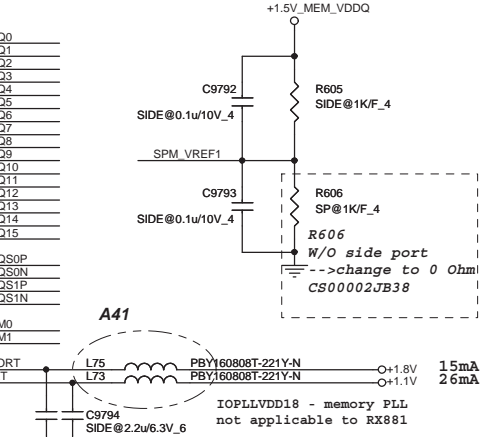 +1.5V_MEM_VDDQ
Q0
Q1
Q2
Q3
Q4
Q5
Q6
Q7
Q8
Q9
Q10
Q11
Q12
Q13
Q14
Q15
QS0P
QS0N
QS1P
QS1N
M0
M1
C9792
SIDE@0.1u/10V_4
R605
SIDE@1K/F_4
SPM_VREF1
C9793
SIDE@0.1u/10V_4
R606
SP@1K/F_4
R606
W/O side port
-->change to 0 Ohm
CS00002JB38
A41
ORT L75 PBY160808T-221Y-N +1.8V 15mA
T L73 PBY160808T-221Y-N +1.1V 26mA
IOPLLVDD18 - memory PLL
not applicable to RX881
C9794
SIDE@2.2u/6.3V_6